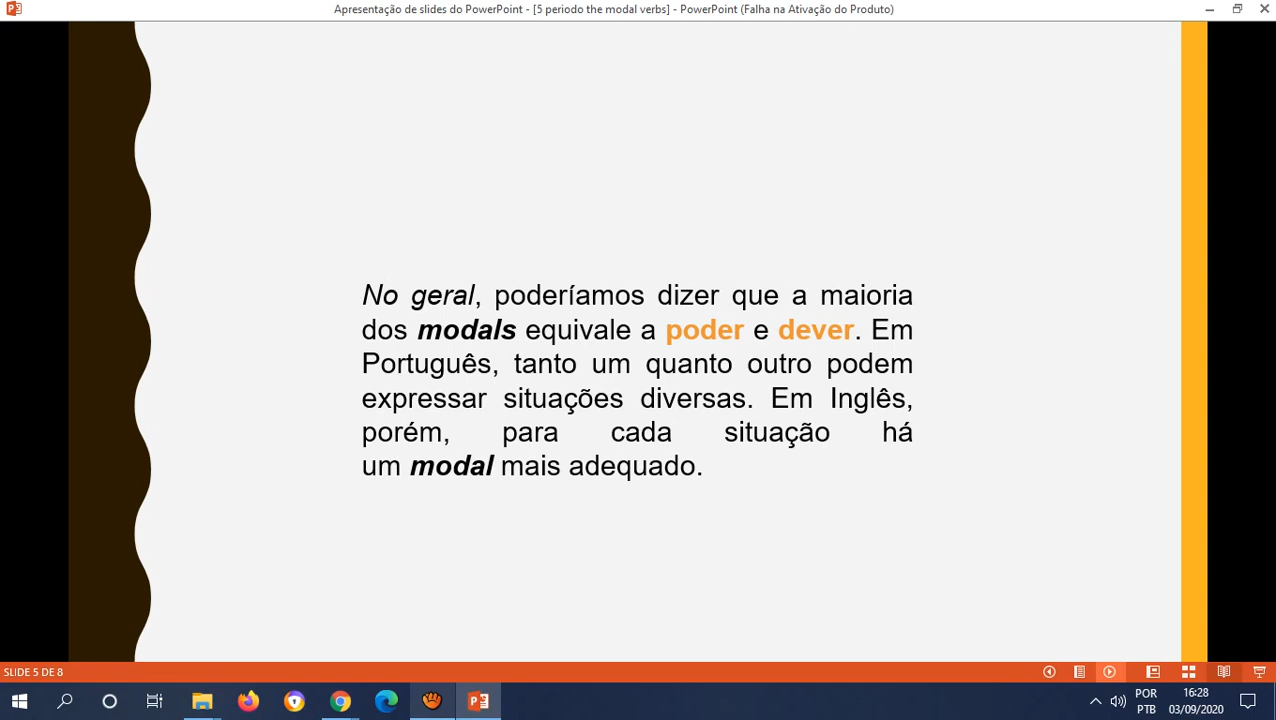 Apresentação de slides do PowerPoint - [5 periodo the modal verbs] - PowerPoint (Falha na Ativação do Produto)
No geral, poderíamos dizer que a maioria
dos modals equivale a poder e dever. Em
Português, tanto um quanto outro podem
expressar situações diversas. Em Inglês,
porém, para cada situação há
um modal mais adequado.
SLIDE 5 DE 8
POR
PTB
16:28
03/09/2020